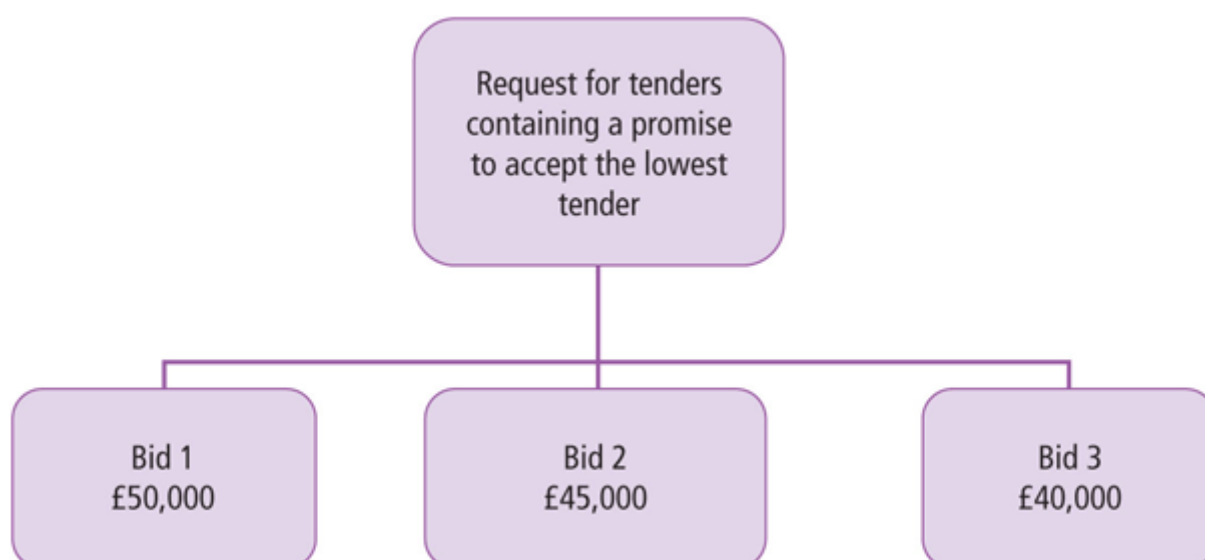 Request for tenders
containing a promise
to accept the lowest
tender
Bid 1
£50,000
Bid 2
£45,000
Bid 3
£40,000